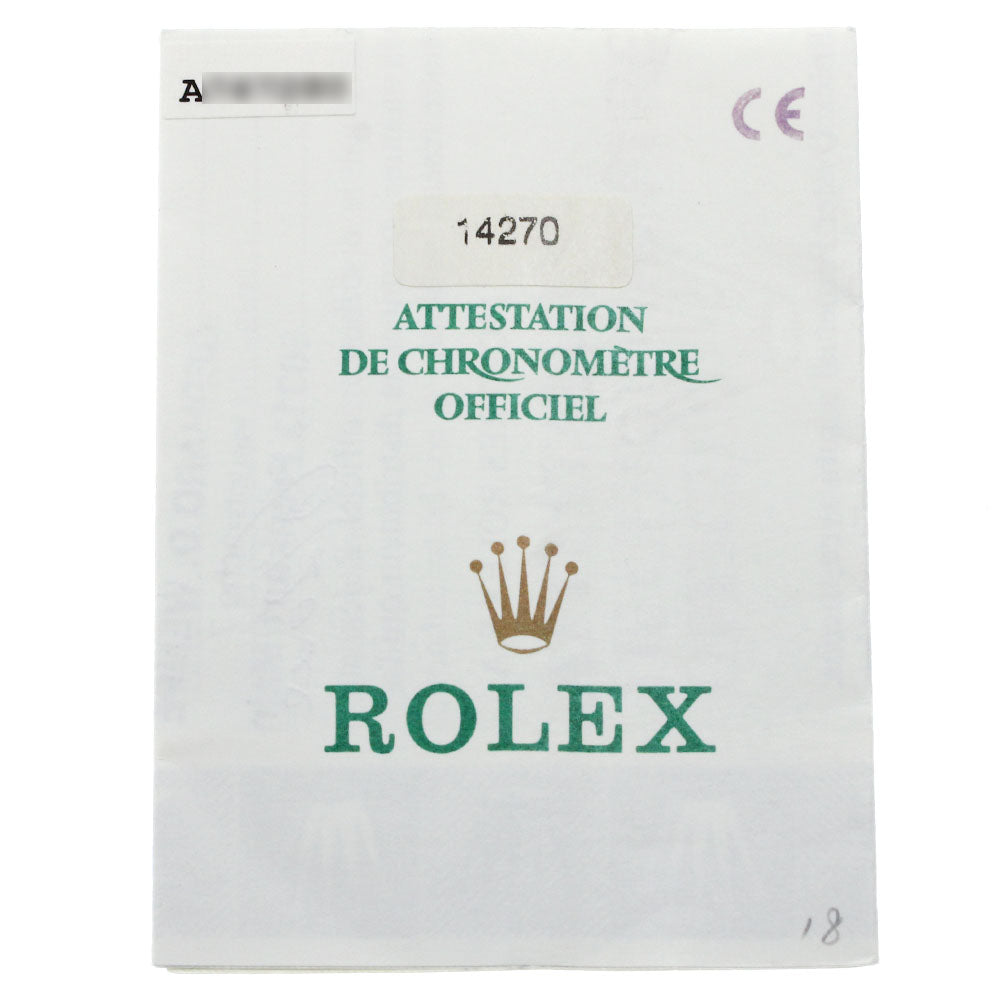 A
CE
14270
ATTESTATION
DE CHRONOMÈTRE
OFFICIEL
ROLEX
18